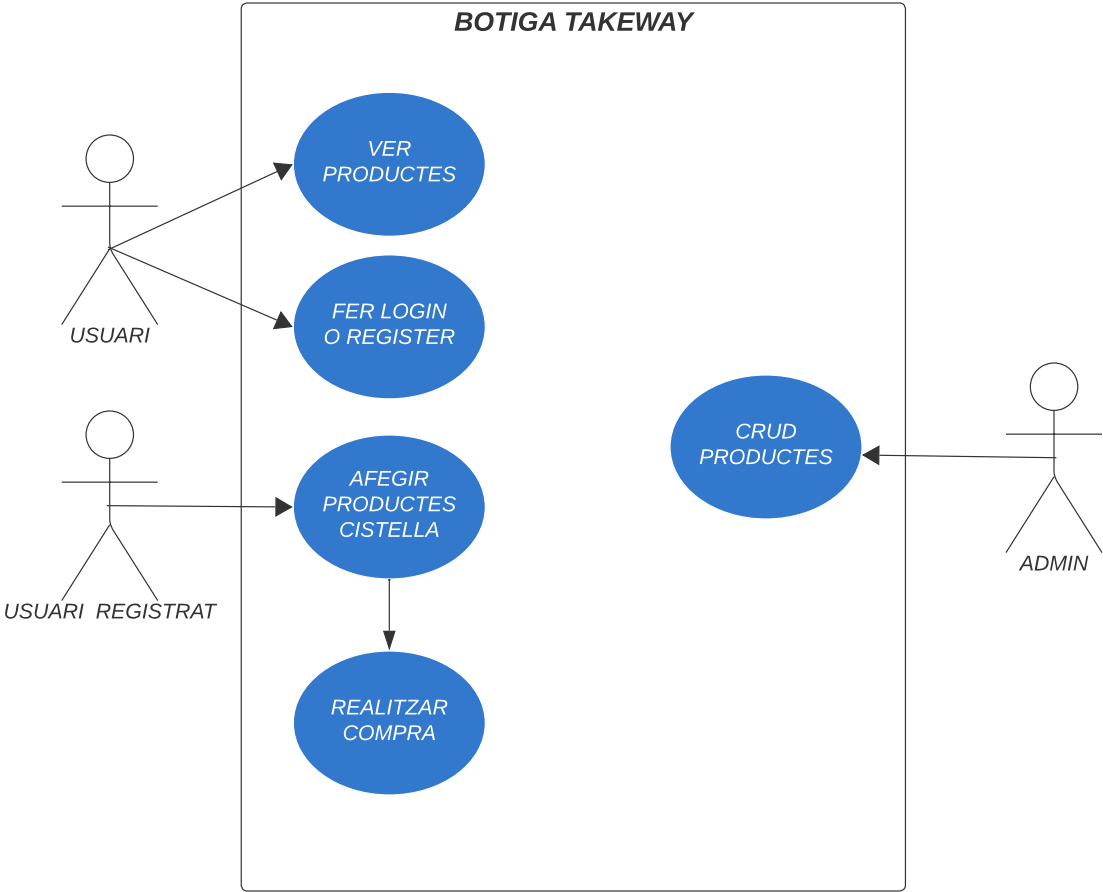 BOTIGA TAKEWAY
VER
PRODUCTES
FER LOGIN
O REGISTER
USUARI
CRUD
PRODUCTES
AFEGIR
PRODUCTES
CISTELLA
ADMIN
USUARI REGISTRAT
REALITZAR
COMPRA